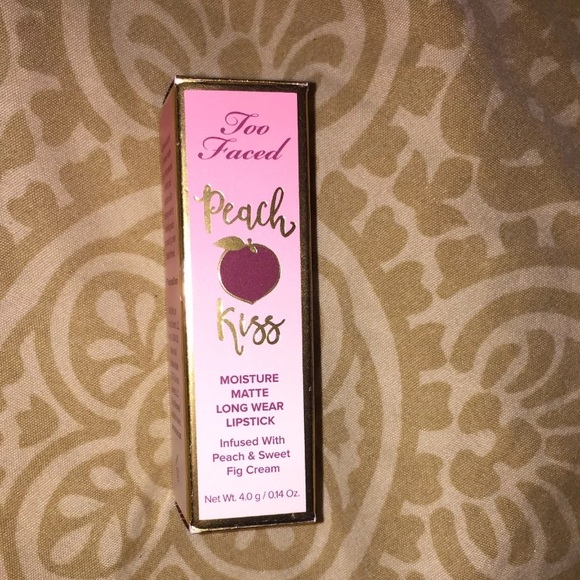 Too
Faced
Peach
Kiss
MOISTURE
MATTE
LONG WEAR
LIPSTICK
Infused With
Peach & Sweet
Fig Cream
Net Wt. 4.0 g / 0.14 Oz.